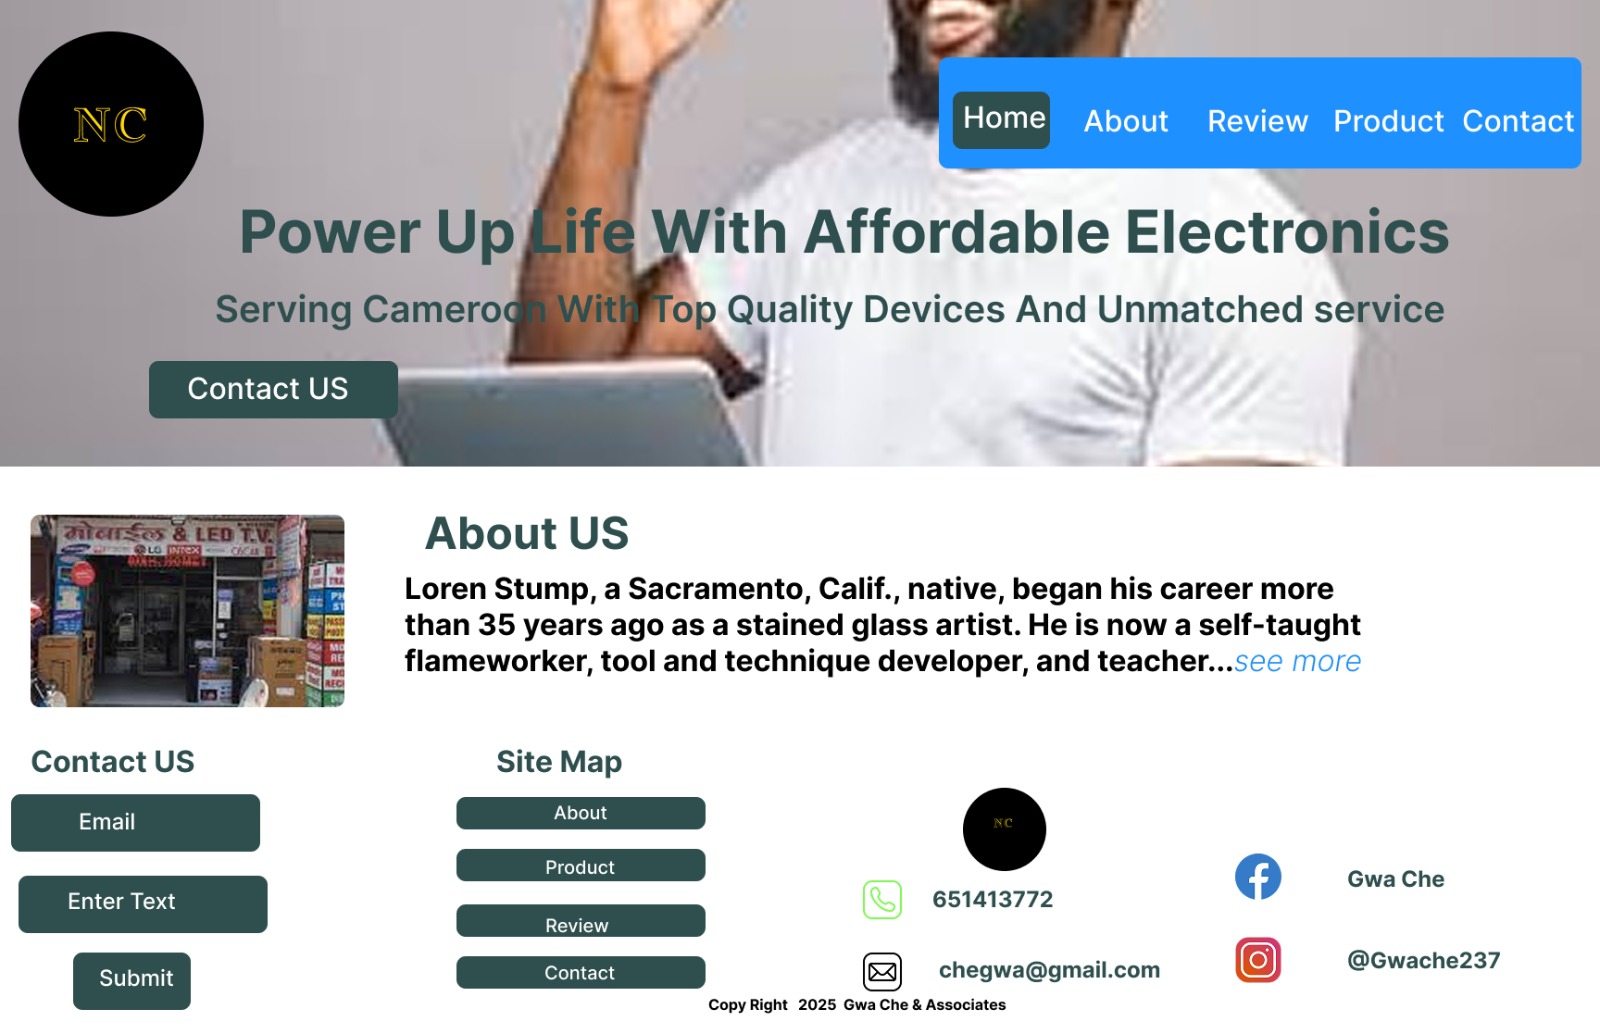 NC
Home About Review Product Contact
Power Up Life With Affordable Electronics
Serving Cameroon With Top Quality Devices And Unmatched service
Contact US
मोबाईल & LED T.V.
LG INTEX OSCAR
About US
Loren Stump, a Sacramento, Calif., native, began his career more
than 35 years ago as a stained glass artist. He is now a self-taught
flameworker, tool and technique developer, and teacher...see more
Contact US
Email
Enter Text
Submit
Site Map
About
Product
Review
Contact
NC
651413772
chegwa@gmail.com
Gwa Che
@Gwache237
Copy Right 2025 Gwa Che & Associates